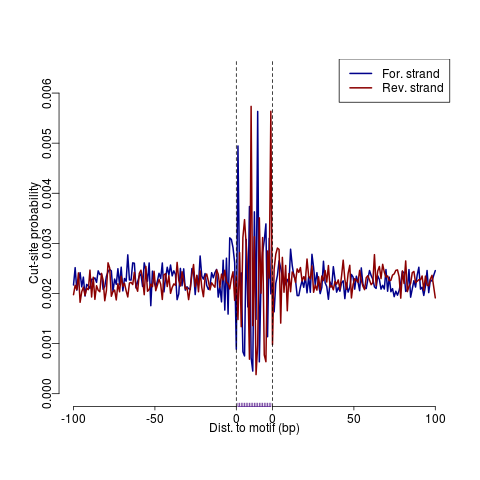 For. strand
Rev. strand
Cut-site probability
0.006
0.005
0.004
0.003
0.002
0.001
0.000
-100 -50 0 0 50 100
Dist. to motif (bp)